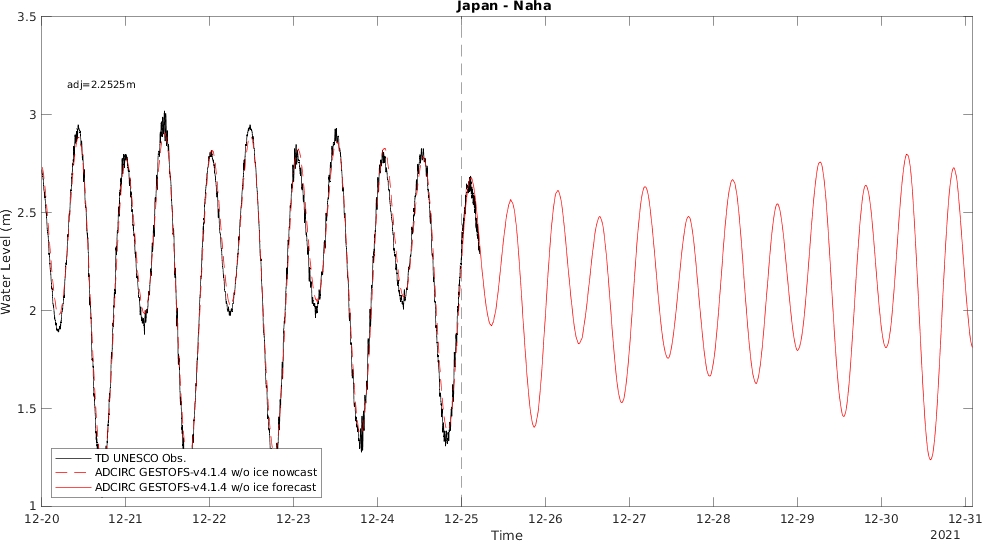 Japan - Naha
3.5
adj=2.2525m
3
2.5
Water Level (m)
2
1.5
TD UNESCO Obs.
ADCIRC GESTOFS-v4.1.4 w/o ice nowcast
ADCIRC GESTOFS-v4.1.4 w/o ice forecast
1
12-20 12-21 12-22 12-23 12-24 12-25 12-26 12-27 12-28 12-29 12-30 12-31
Time
2021